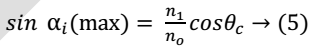 sin α_i(max) = n_1/n_o cosθ_c → (5)